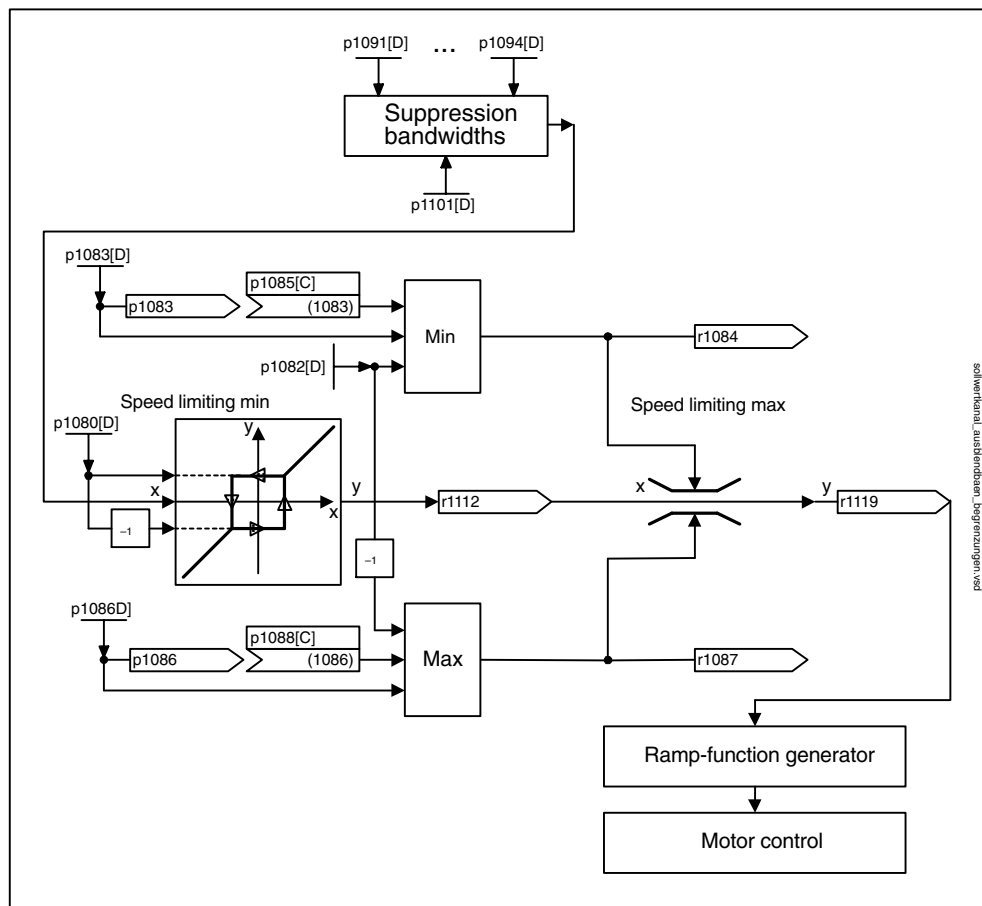 p1091[D] ... p1094[D]
Suppression
bandwidths
p1101[D]
p1083[D]
p1085[C]
p1083
(1083)
Min
r1084
p1082[D]
Speed limiting min
Speed limiting max
p1080[D]
y
x
x
y
r1112
x
y
r1119
–1
–1
p1086D]
p1088[C]
p1086
(1086)
Max
r1087
Ramp-function generator
Motor control
sollwertkanal_ausblendbaen_begrenzungen.vsd